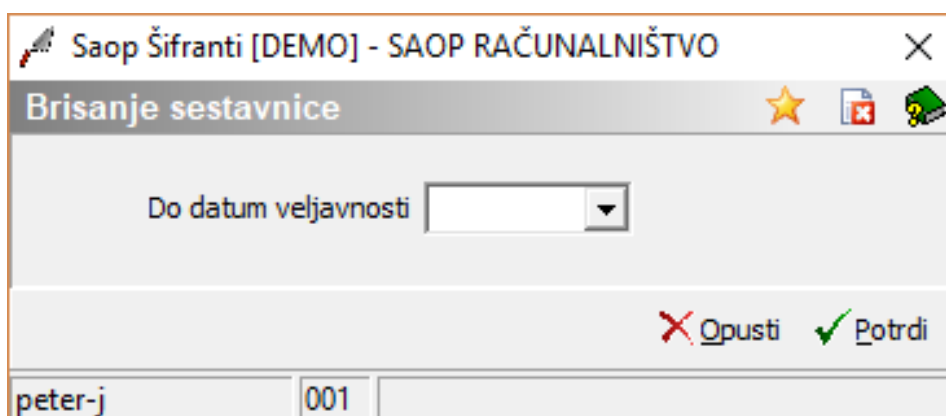 Saop Šifranti [DEMO] - SAOP RAČUNALNIŠTVO
Brisanje sestavnice
Do datum veljavnosti
Opusti Potrdi
peter-j 001